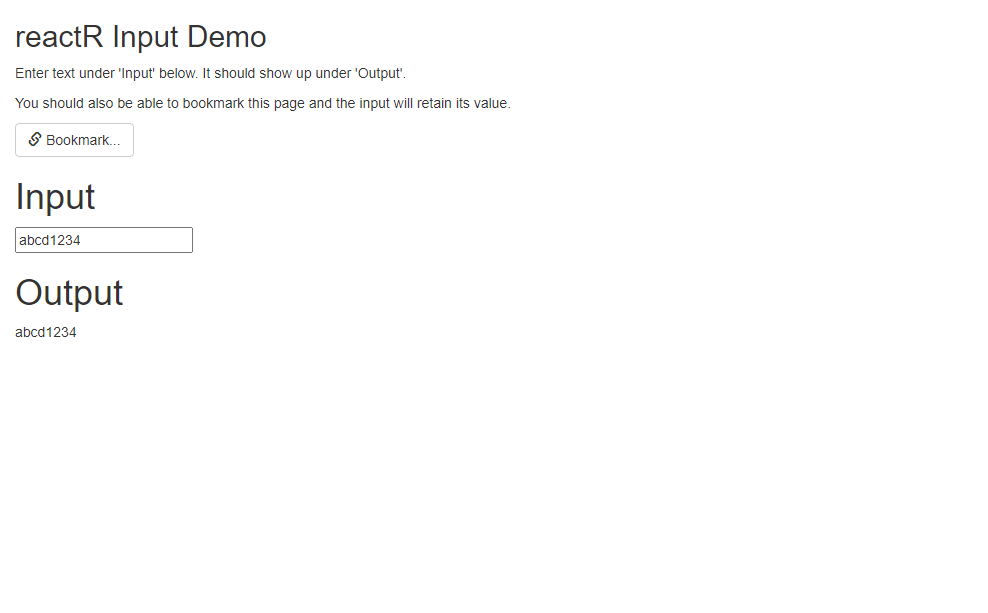 reactR Input Demo
Enter text under 'Input' below. It should show up under 'Output'.
You should also be able to bookmark this page and the input will retain its value.
Bookmark...
Input
abcd1234
Output
abcd1234